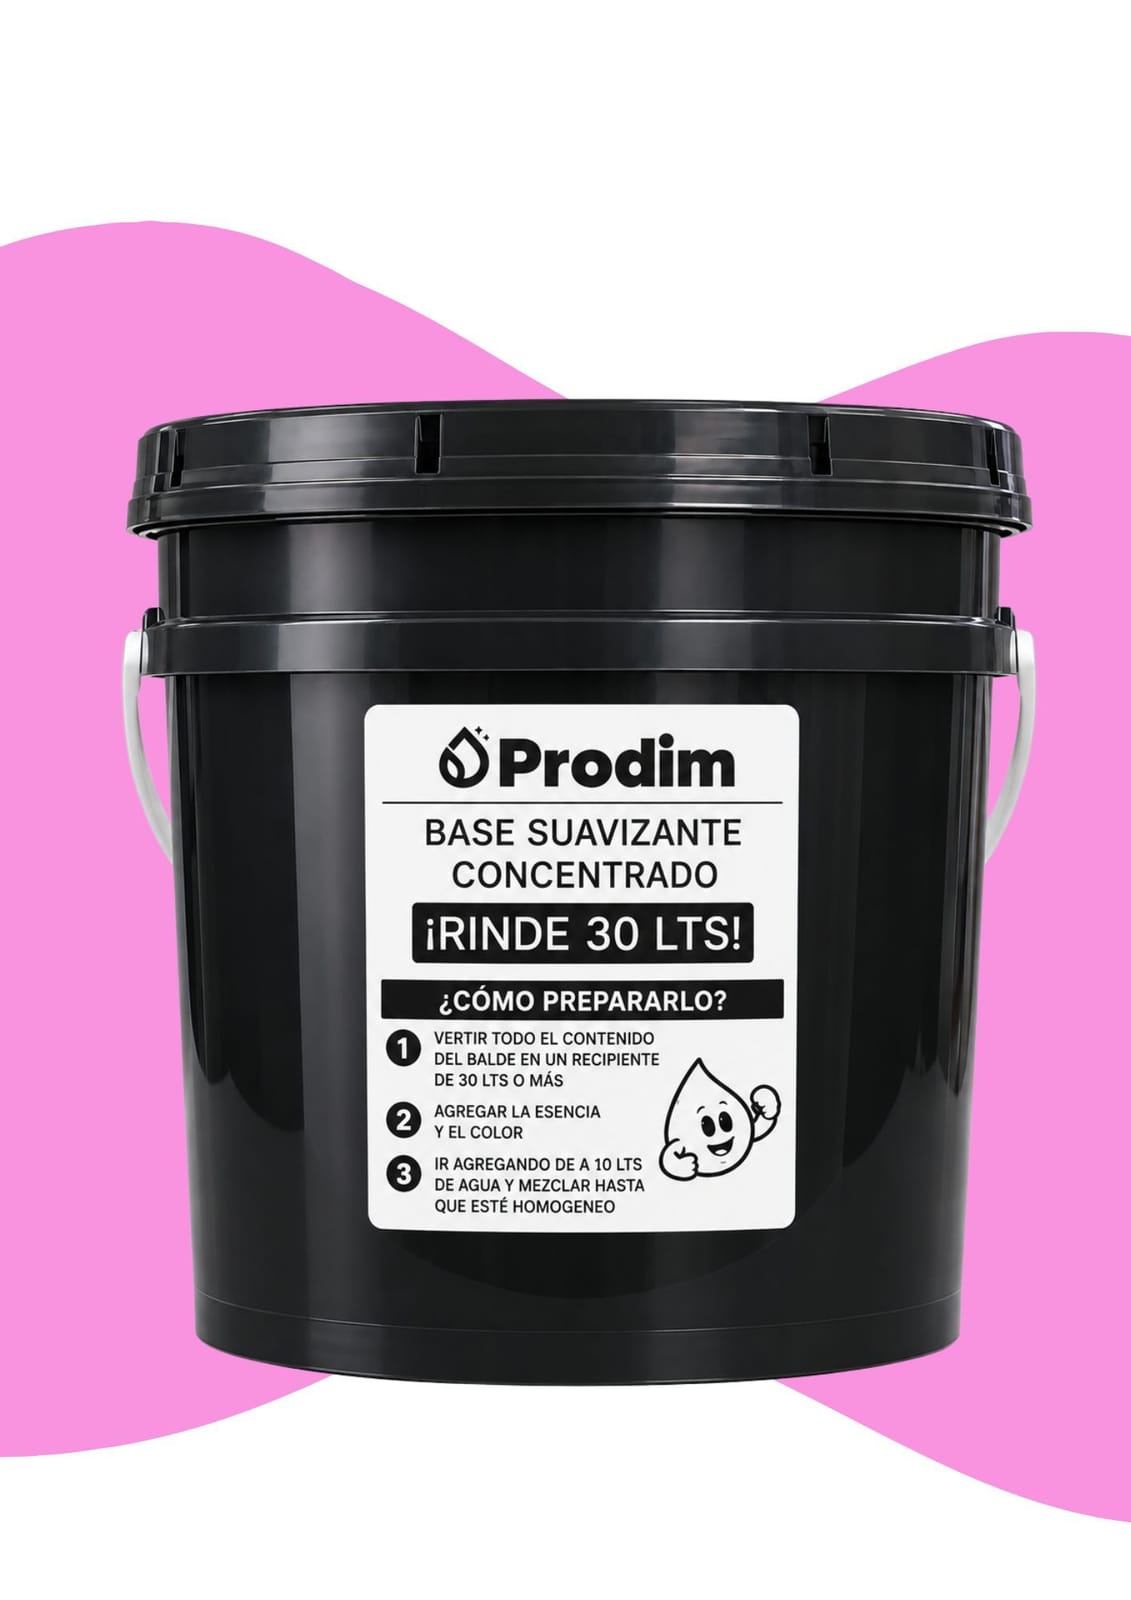 Prodim
BASE SUAVIZANTE
CONCENTRADO
¡RINDE 30 LTS!
¿CÓMO PREPARARLO?
1 VERTIR TODO EL CONTENIDO
DEL BALDE EN UN RECIPIENTE
DE 30 LTS O MÁS
2 AGREGAR LA ESENCIA
Y EL COLOR
3 IR AGREGANDO DE A 10 LTS
DE AGUA Y MEZCLAR HASTA
QUE ESTÉ HOMOGENEO